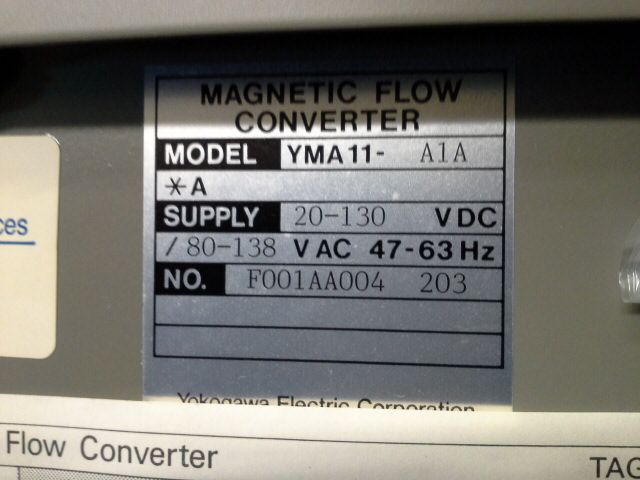 MAGNETIC FLOW
CONVERTER
MODEL YMA11- A1A
*A
SUPPLY 20-130 VDC
/ 80-138 VAC 47-63Hz
NO. F001AA004 203
Yokogawa Electric Corporation
ces
Flow Converter
TAG